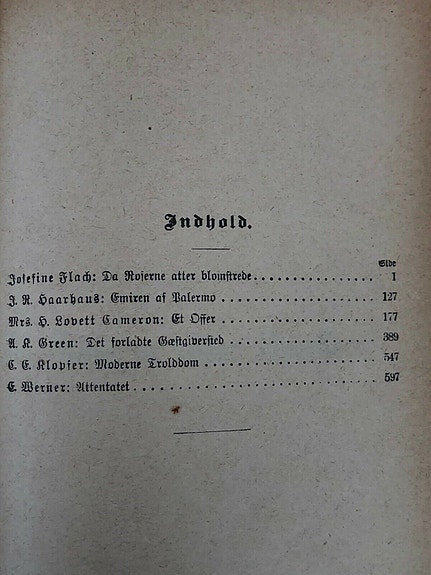 Indhold.
Side
Josefine Flach: Da Roserne atter blomstrede................ 1
J. R. Haarhaus: Emiren af Palermo................ 127
Mrs. H. Lovett Cameron: Et Offer................ 177
A. K. Green: Det forladte Gæstgiversted................ 389
C. E. Klopfer: Moderne Trolddom................ 547
E. Werner: Attentatet................ 597